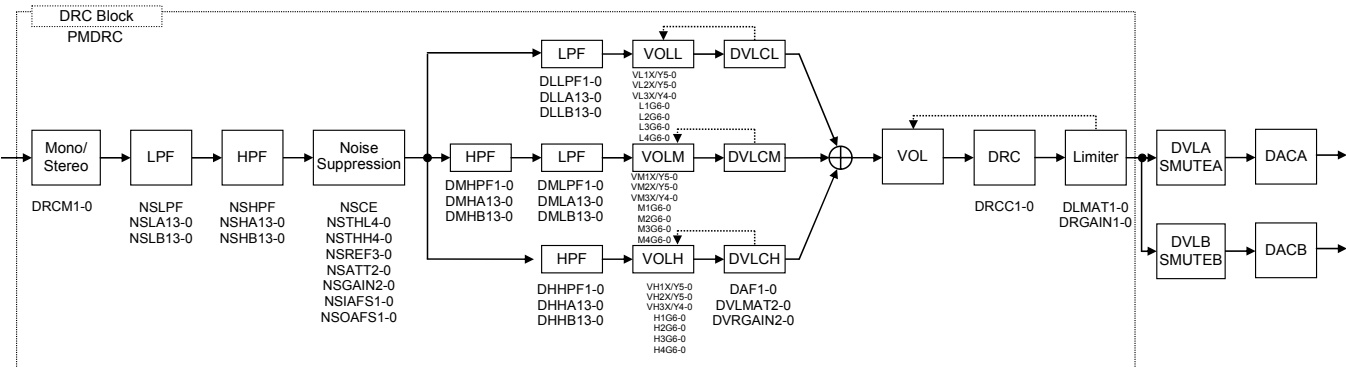 DRC Block
PMDRC
Mono/
Stereo
DRCM1-0
LPF
NSLPF
NSLA13-0
NSLB13-0
HPF
NSHPF
NSHA13-0
NSHB13-0
Noise
Suppression
NSCE
NSTHL4-0
NSTHH4-0
NSREF3-0
NSATT2-0
NSGAIN2-0
NSIAFS1-0
NSOAFS1-0
LPF
DLLPF1-0
DLLA13-0
DLLB13-0
VOLL
VL1X/Y5-0
VL2X/Y5-0
VL3X/Y4-0
L1G6-0
L2G6-0
L3G6-0
L4G6-0
DVLCL
HPF
DMHPF1-0
DMHA13-0
DMHB13-0
LPF
DMLPF1-0
DMLA13-0
DMLB13-0
VOLM
VM1X/Y5-0
VM2X/Y5-0
VM3X/Y4-0
M1G6-0
M2G6-0
M3G6-0
M4G6-0
DVLCM
HPF
DHHPF1-0
DHHA13-0
DHHB13-0
VOLH
VH1X/Y5-0
VH2X/Y5-0
VH3X/Y4-0
H1G6-0
H2G6-0
H3G6-0
H4G6-0
DVLCH
DAF1-0
DVLMAT2-0
DVRGAIN2-0
VOL
DRC
DRCC1-0
Limiter
DLMAT1-0
DRGAIN1-0
DVLA
SMUTEA
DACA
DVLB
SMUTEB
DACB